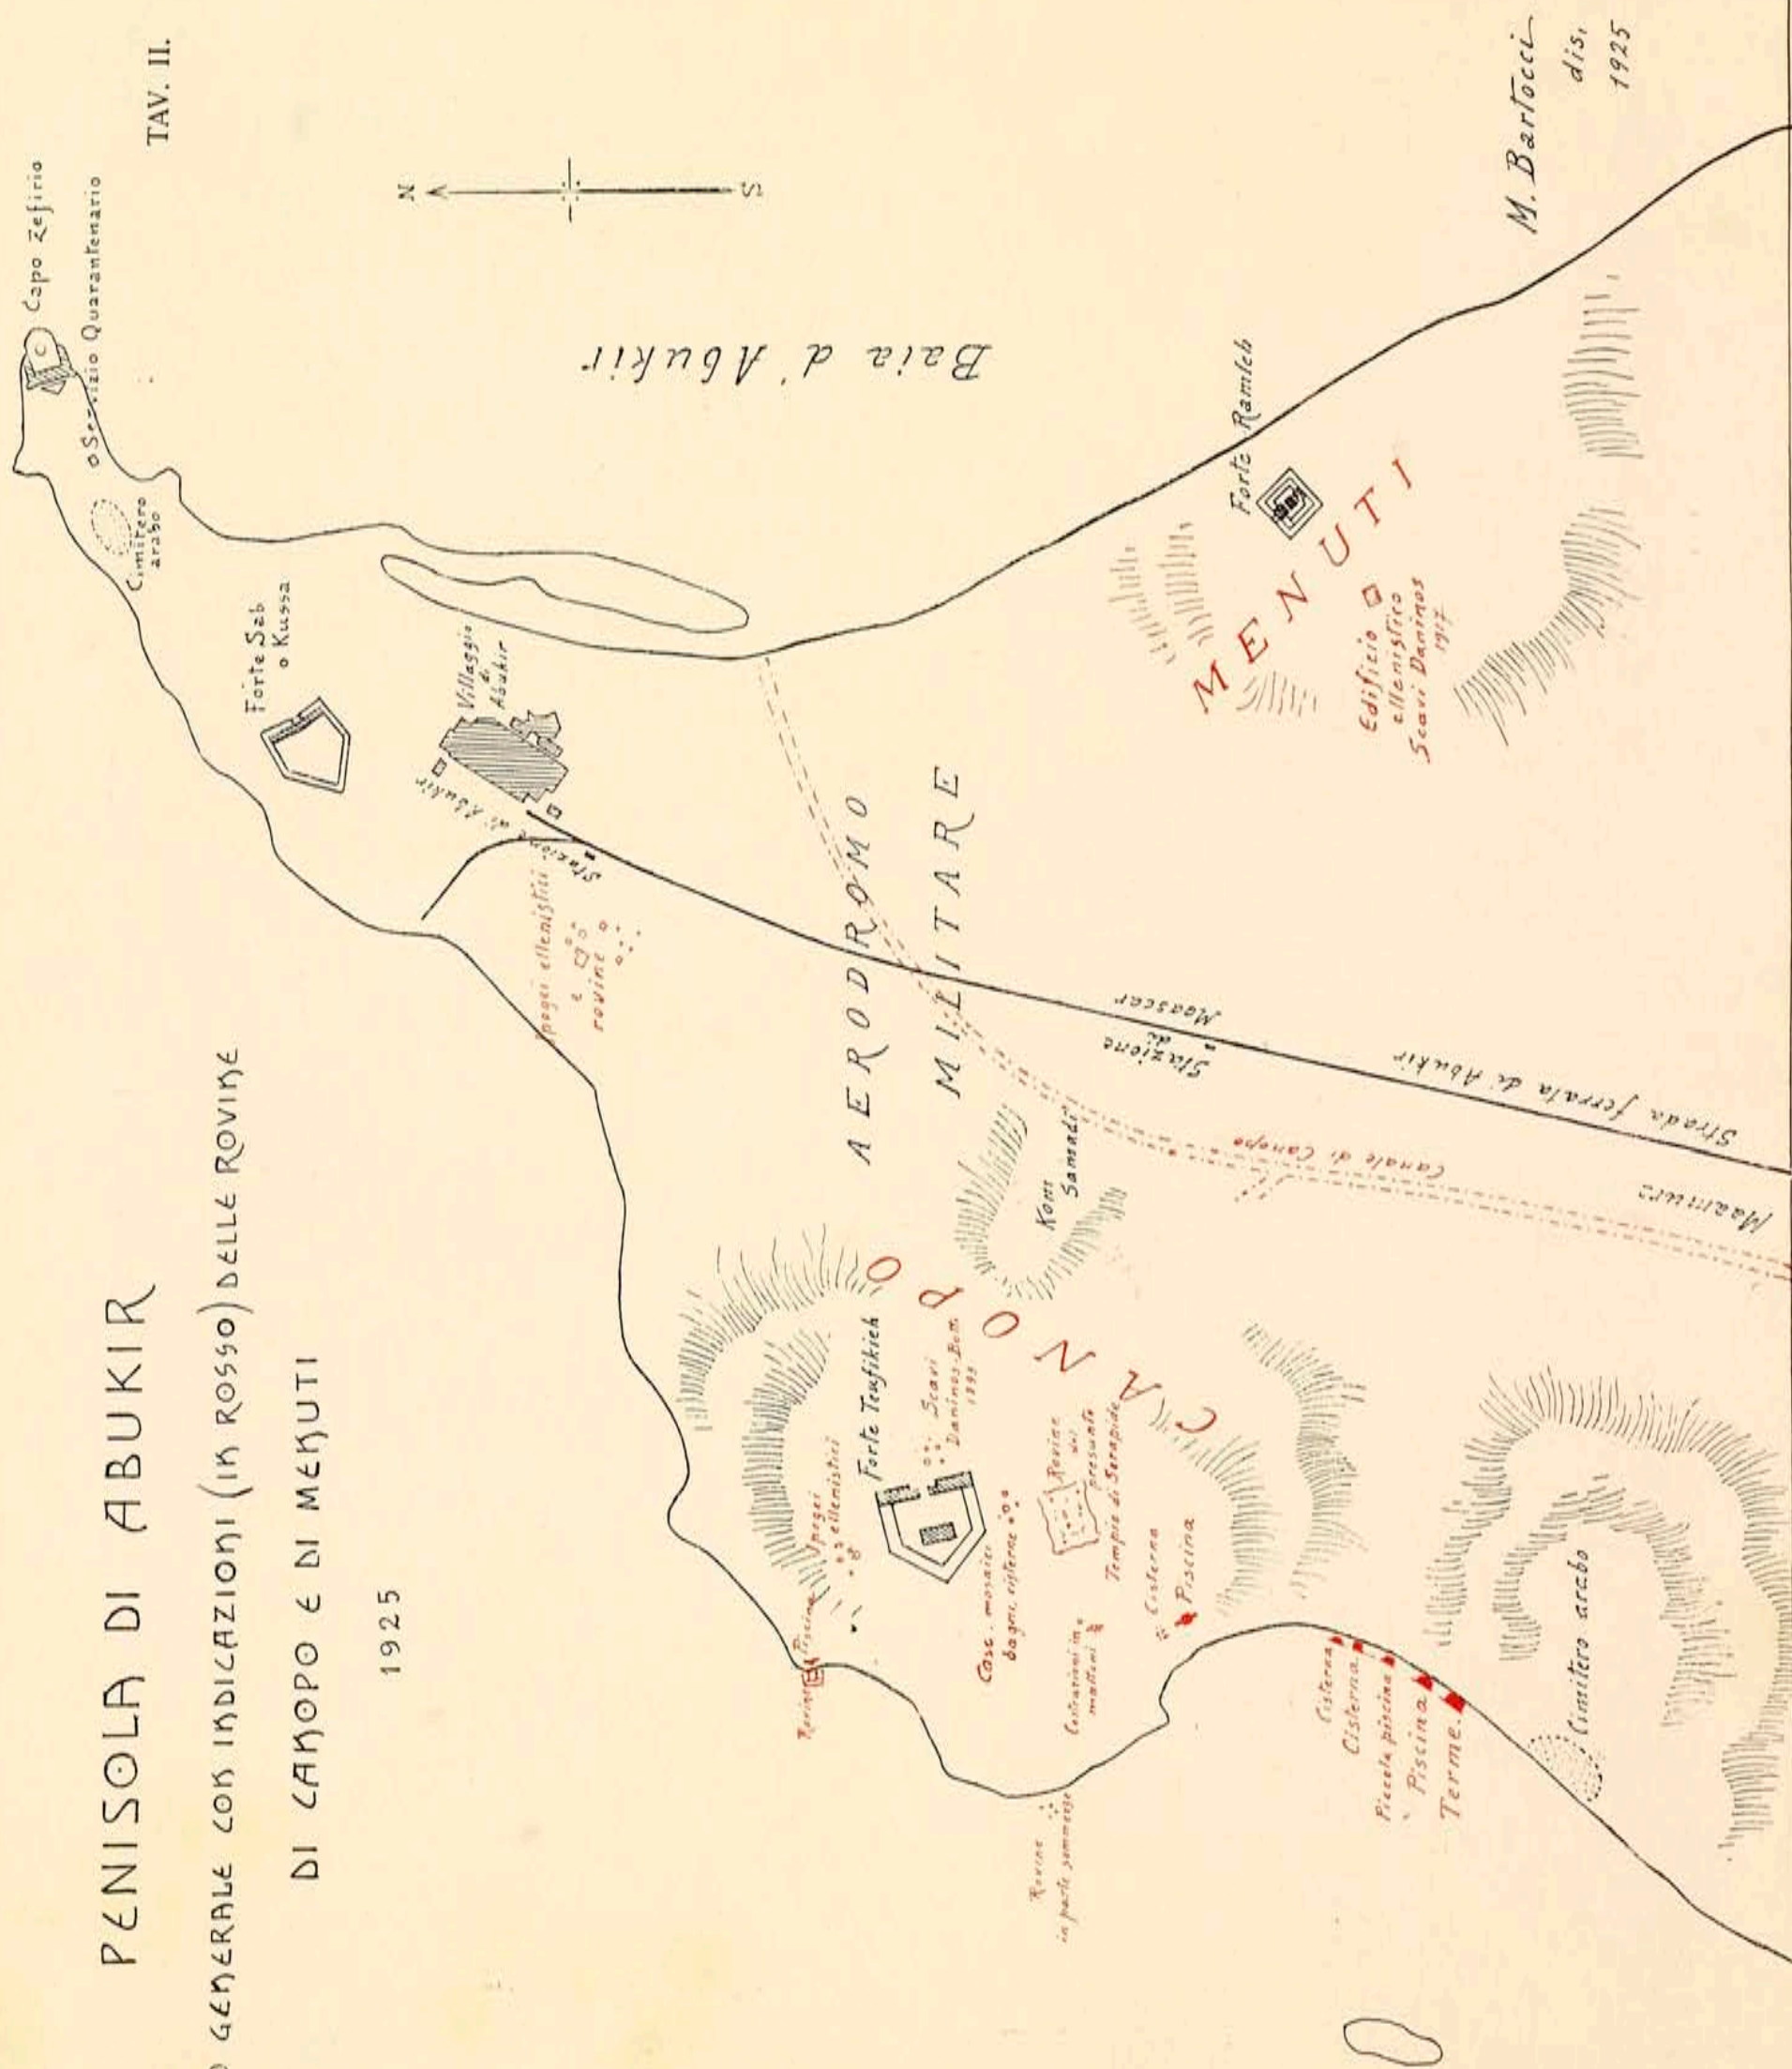 TAV. II.
PENISOLA DI ABUKIR
GENERALE CON INDICAZIONI (IN ROSSO) DELLE ROVINE
DI CANOPO E DI MENUTI
1925
Capo Zefirio
Servizio Quarantenario
Cimitero
arabo
Forte Sab
o Kussa
N
S
Villaggio
di
Abukir
Stazione di Abukir
Baia d'Abukir
Ipogei ellenistici
e
rovine
AERODROMO
MILITARE
Forte Ramleh
MENUTI
Edifizio
ellenistico
Scavi Daninos
1917
Stazione
di
Moascar
Strada ferrata di Abukir
Canale di Canopo
Maamura
Kom
Samadi
CANOPO
Forte Teufikieh
Scavi
Daninos-Botti
1899
Ipogei
ellenistici
Rovine
Piscina
Case, mosaici
bagni, cisterne
Rovine
del
presunto
Tempio di Serapide
Costruzioni in
mattoni
Cisterna
Piscina
Rovine
in parte sommerse
Cisterna
Cisterna
Piccola piscina
Piscina
Terme.
Cimitero arabo
M. Bartocci
dis.
1925